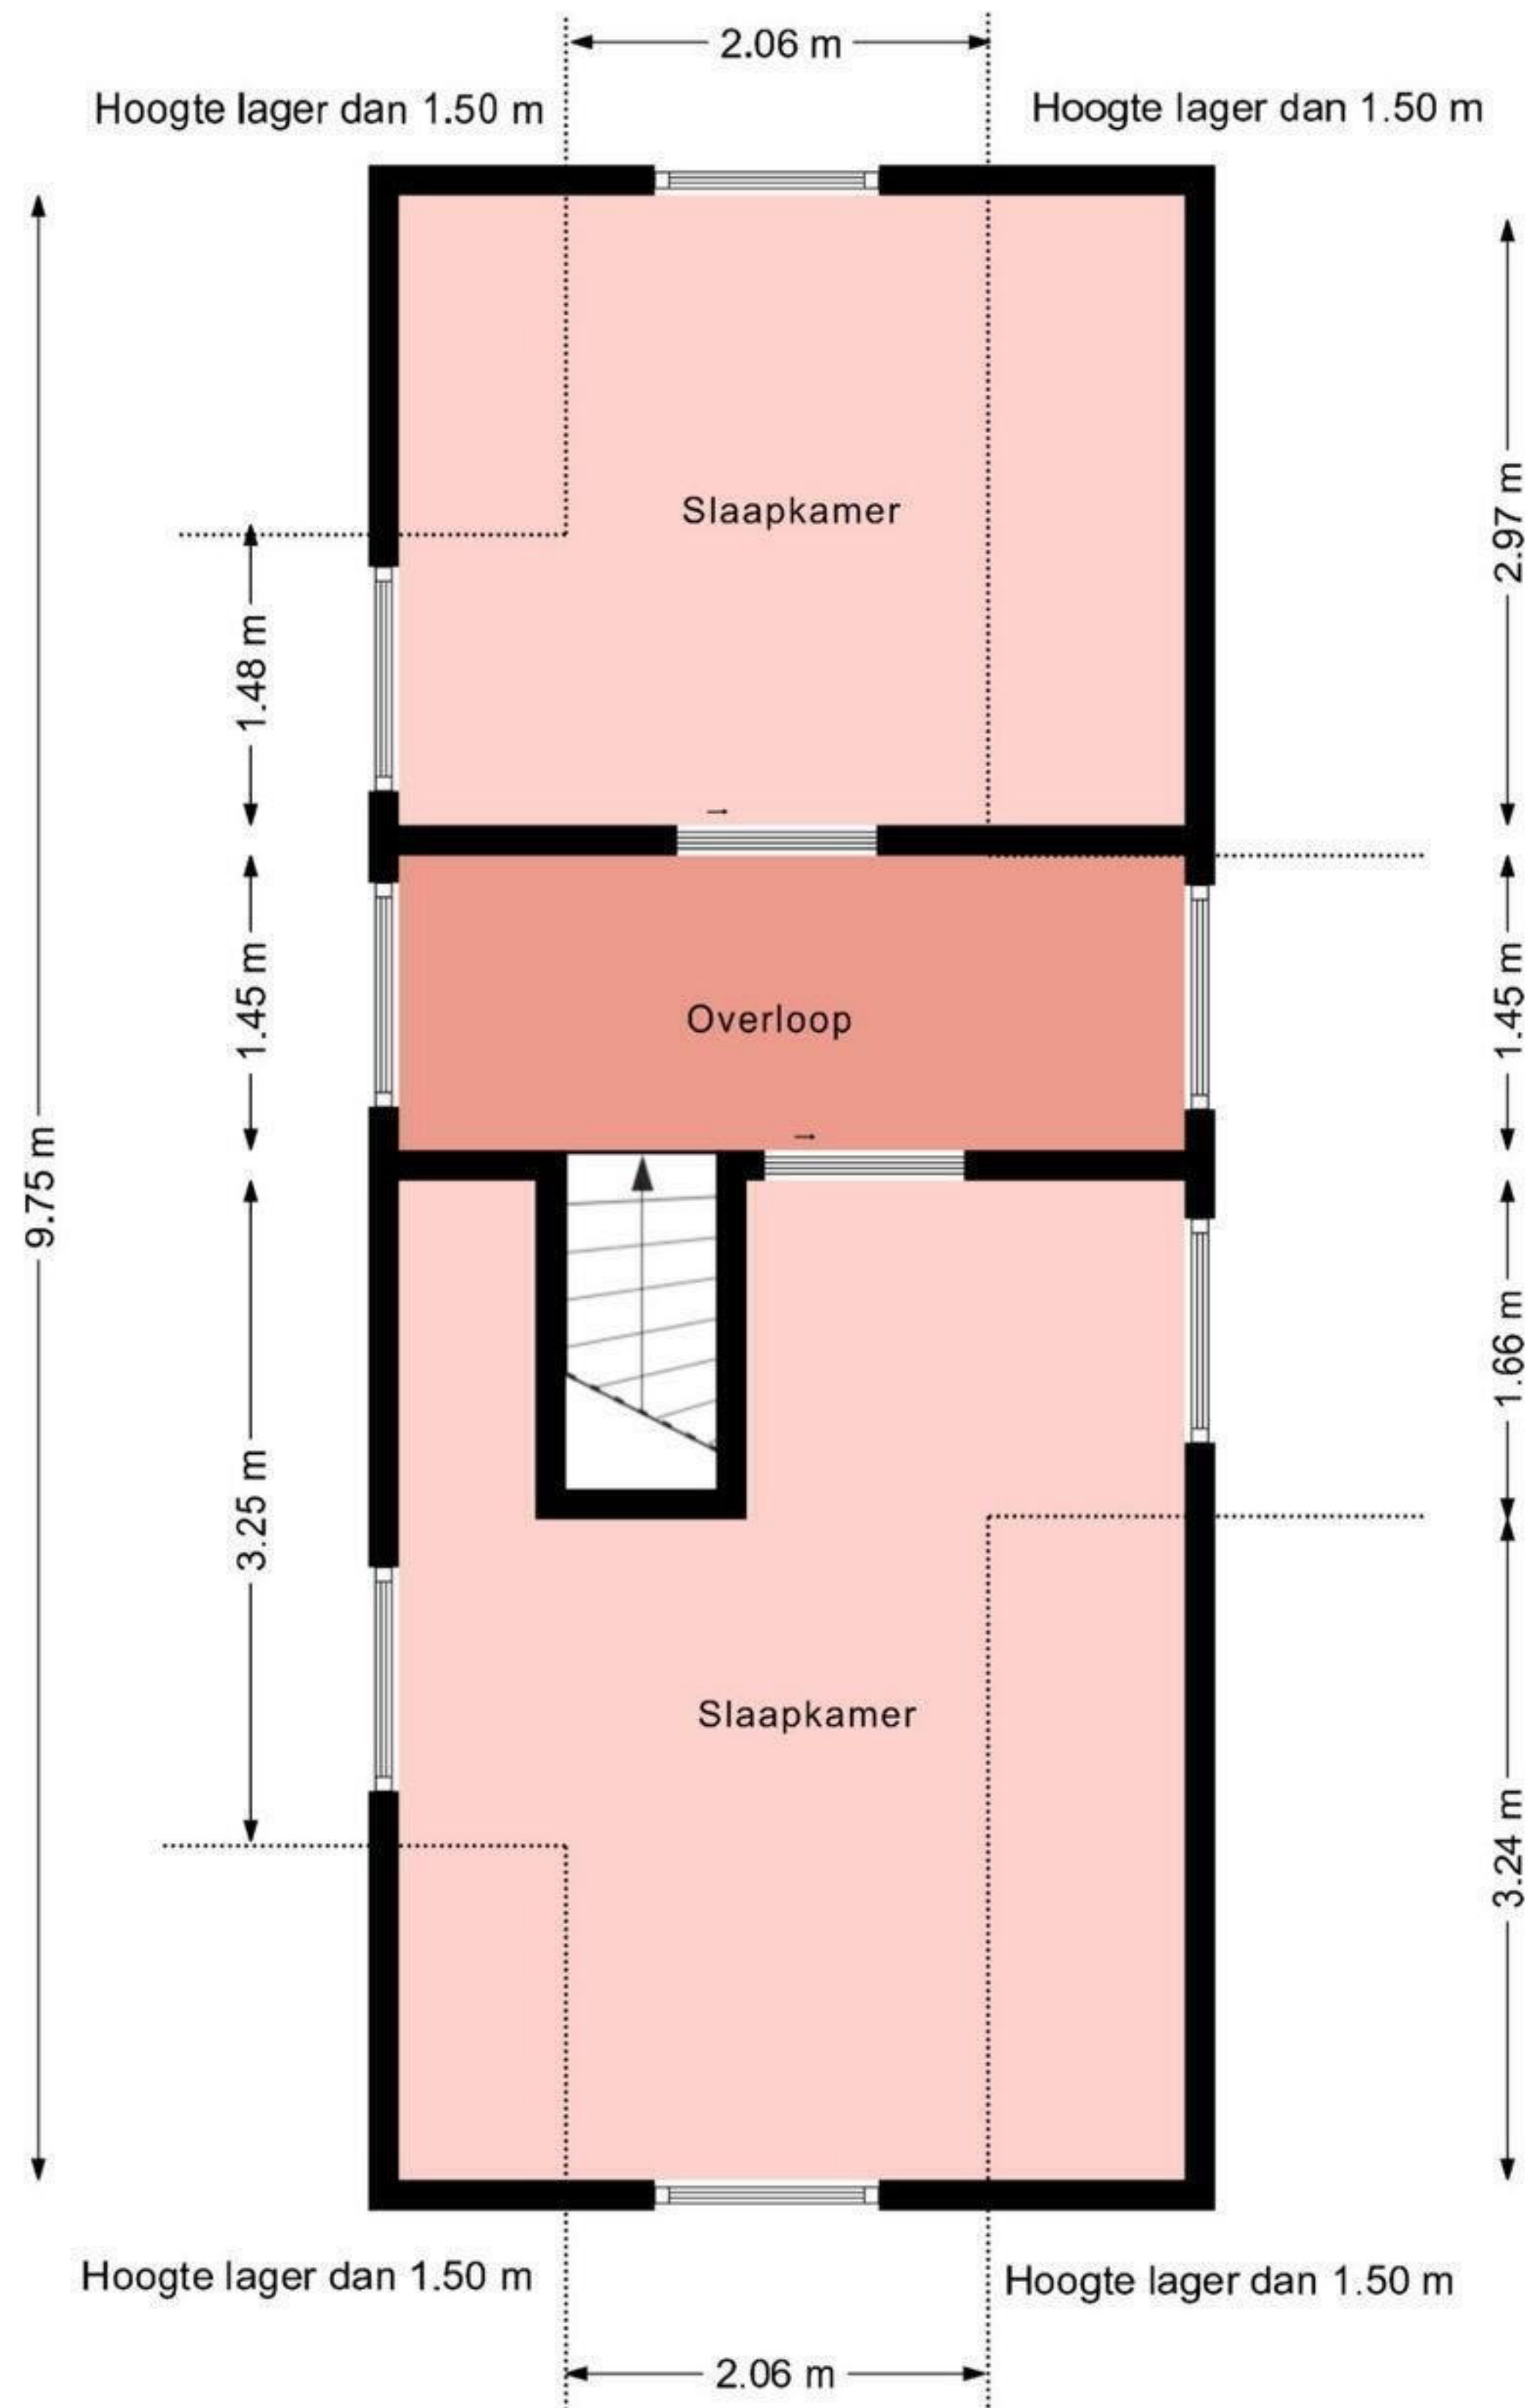 2.06 m
Hoogte lager dan 1.50 m
Hoogte lager dan 1.50 m
Slaapkamer
2.97 m
1.48 m
Overloop
1.45 m
1.45 m
9.75 m
1.66 m
3.25 m
Slaapkamer
3.24 m
Hoogte lager dan 1.50 m
Hoogte lager dan 1.50 m
2.06 m